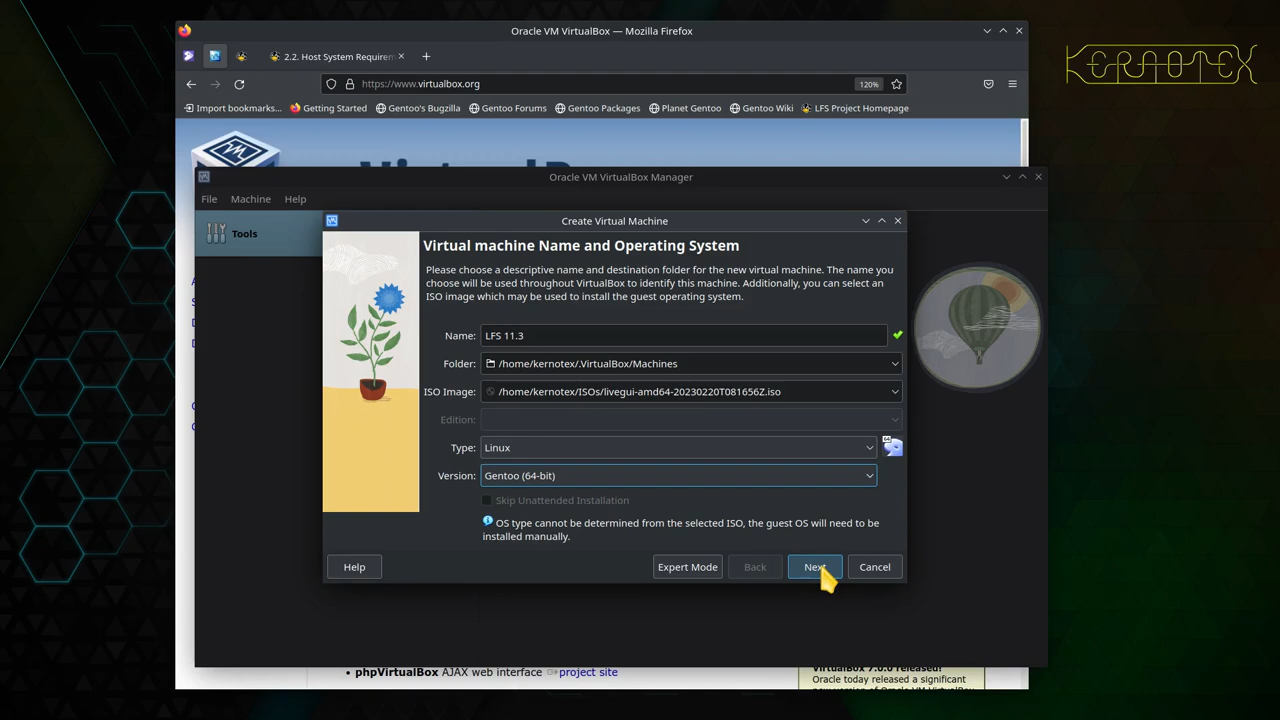 Oracle VM VirtualBox — Mozilla Firefox
KERNOTEX
2.2. Host System Requirem
https://www.virtualbox.org
120%
Import bookmarks...
Getting Started
Gentoo's Bugzilla
Gentoo Forums
Gentoo Packages
Planet Gentoo
Gentoo Wiki
LFS Project Homepage
Oracle VM VirtualBox Manager
File Machine Help
Tools
Create Virtual Machine
Virtual machine Name and Operating System
Please choose a descriptive name and destination folder for the new virtual machine. The name you
choose will be used throughout VirtualBox to identify this machine. Additionally, you can select an
ISO image which may be used to install the guest operating system.
Name: LFS 11.3
Folder: /home/kernotex/.VirtualBox/Machines
ISO Image: /home/kernotex/ISOs/livegui-amd64-20230220T081656Z.iso
Edition:
Type: Linux
64
Version: Gentoo (64-bit)
Skip Unattended Installation
OS type cannot be determined from the selected ISO, the guest OS will need to be
installed manually.
Help Expert Mode Back Next Cancel
• phpVirtualBox AJAX web interface project site
VirtualBox 7.0.0 released!
Oracle today released a significant